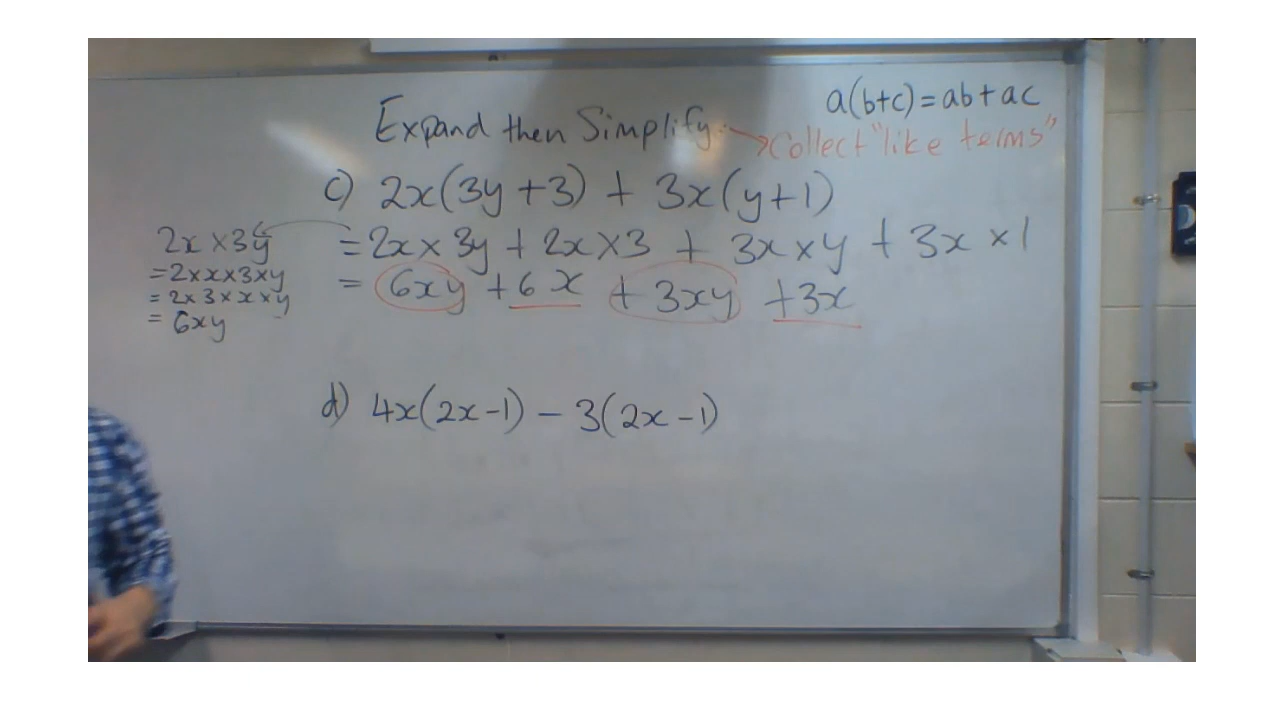 a(b+c) = ab + ac
Expand then Simplify. → Collect "like terms"
c) 2x(3y+3) + 3x(y+1)
= 2x × 3y + 2x × 3 + 3x × y + 3x × 1
= 6xy + 6x + 3xy + 3x
2x × 3y
= 2 × x × 3 × y
= 2 × 3 × x × y
= 6xy
d) 4x(2x-1) - 3(2x-1)